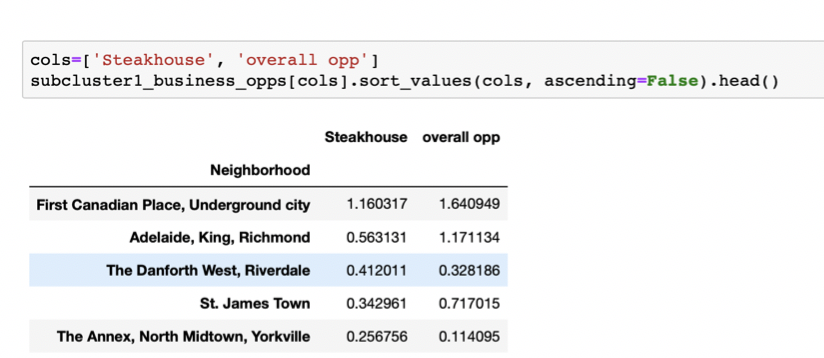 cols=['Steakhouse', 'overall opp']
subcluster1_business_opps[cols].sort_values(cols, ascending=False).head()
Steakhouse overall opp
Neighborhood
First Canadian Place, Underground city 1.160317 1.640949
Adelaide, King, Richmond 0.563131 1.171134
The Danforth West, Riverdale 0.412011 0.328186
St. James Town 0.342961 0.717015
The Annex, North Midtown, Yorkville 0.256756 0.114095